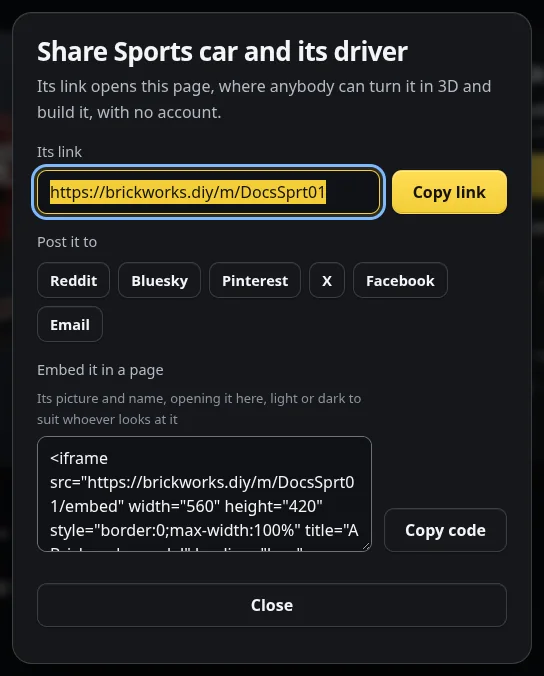 Share Sports car and its driver
Its link opens this page, where anybody can turn it in 3D and
build it, with no account.
Its link
https://brickworks.diy/m/DocsSprt01
Copy link
Post it to
Reddit
Bluesky
Pinterest
X
Facebook
Email
Embed it in a page
Its picture and name, opening it here, light or dark to
suit whoever looks at it
<iframe
src="https://brickworks.diy/m/DocsSprt0
1/embed" width="560" height="420"
style="border:0;max-width:100%" title="A
Copy code
Close